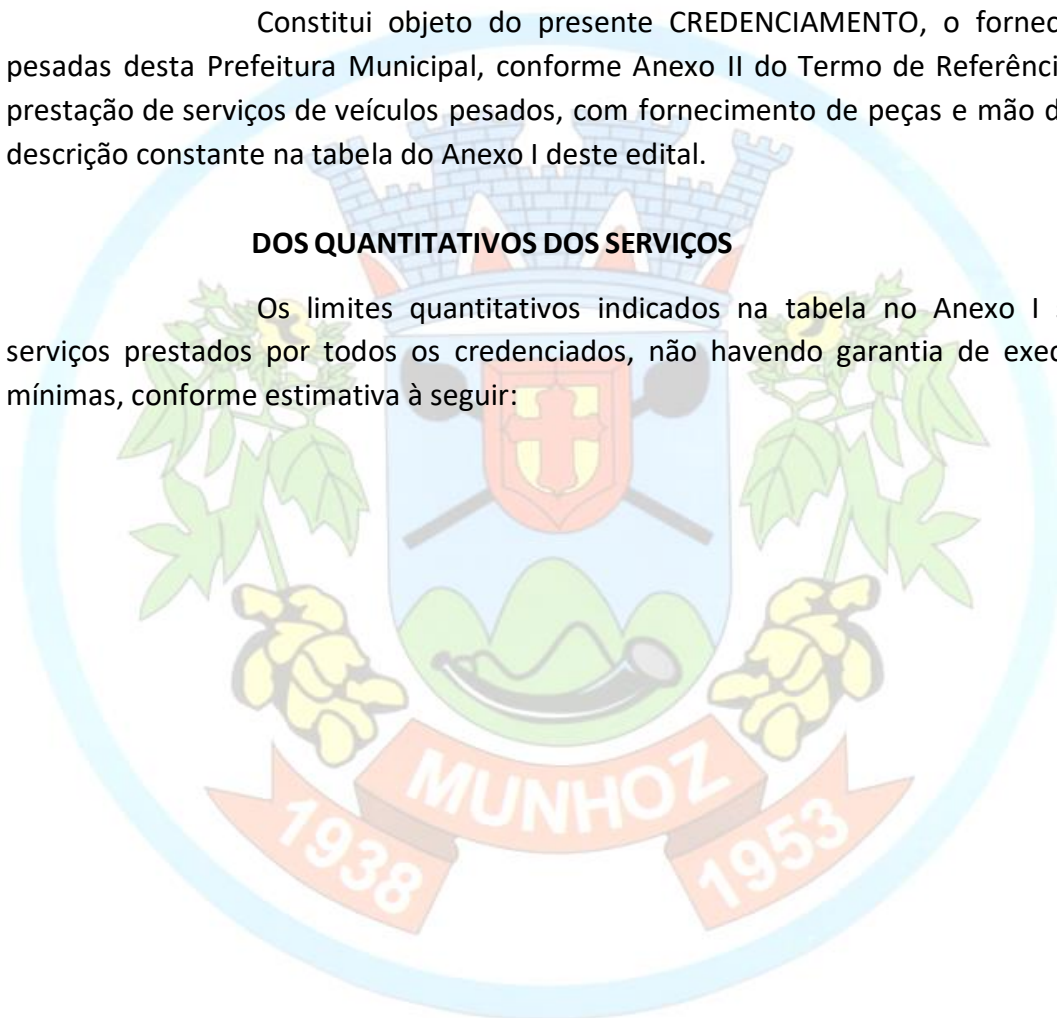 Constitui objeto do presente CREDENCIAMENTO, o fornec
pesadas desta Prefeitura Municipal, conforme Anexo II do Termo de Referênci
prestação de serviços de veículos pesados, com fornecimento de peças e mão d
descrição constante na tabela do Anexo I deste edital.
DOS QUANTITATIVOS DOS SERVIÇOS
Os limites quantitativos indicados na tabela no Anexo I
serviços prestados por todos os credenciados, não havendo garantia de exec
mínimas, conforme estimativa à seguir:
MUNHOZ
1938
1953